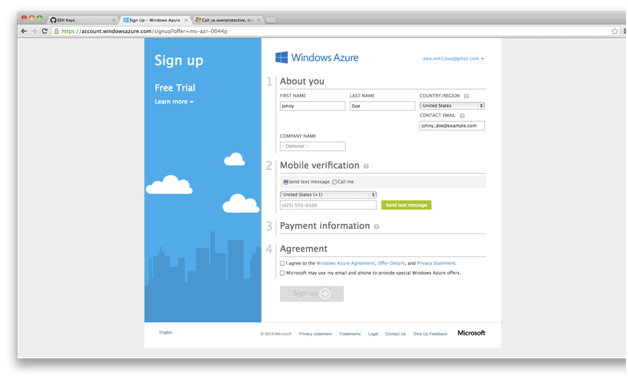 SSH Keys
Sign Up - Windows Azure
Call us overprotective, bu
https://account.windowsazure.com/signup?offer=ms-azr-0044p
Sign up
Free Trial
Learn more
Windows Azure
1 About you
FIRST NAME LAST NAME COUNTRY/REGION
Johny Doe United States
CONTACT EMAIL
johny_doe@example.com
COMPANY NAME
- Optional -
2 Mobile verification
Send text message Call me
United States (+1)
(425) 555-0100 Send text message
3 Payment information
4 Agreement
I agree to the Windows Azure Agreement, Offer Details, and Privacy Statement.
Microsoft may use my email and phone to provide special Windows Azure offers.
Sign up
English
© 2013 Microsoft Privacy statement Trademarks Legal Contact Us Give Us Feedback Microsoft